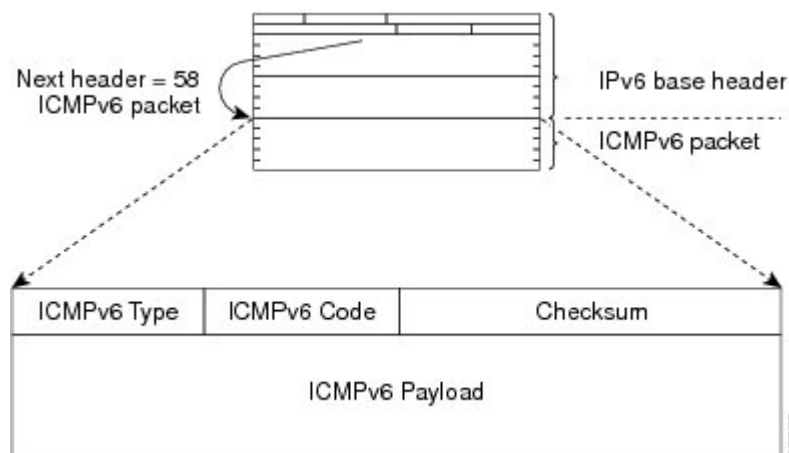 Next header = 58
ICMPv6 packet
IPv6 base header
ICMPv6 packet
ICMPv6 Type
ICMPv6 Code
Checksum
ICMPv6 Payload